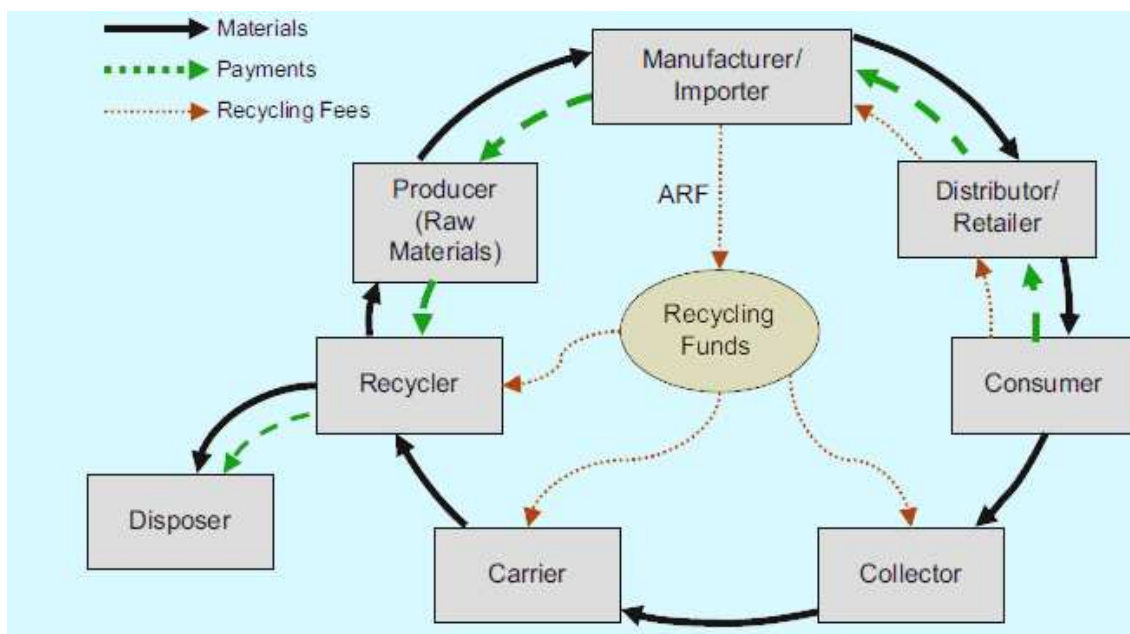 Materials
Payments
Recycling Fees
Manufacturer/
Importer
Producer
(Raw
Materials)
ARF
Distributor/
Retailer
Recycling
Funds
Recycler
Consumer
Disposer
Carrier
Collector